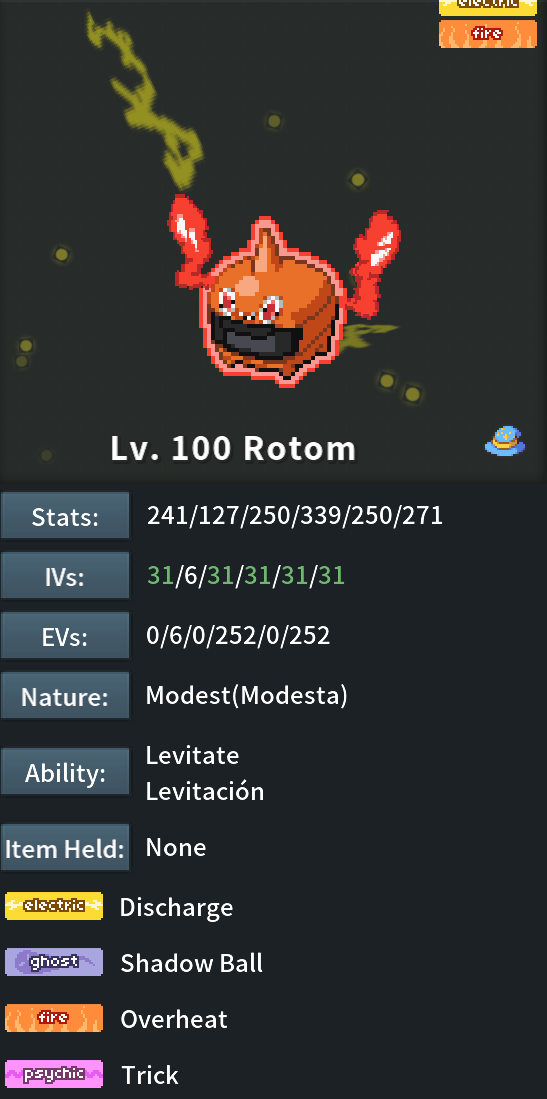 electric
fire
Lv. 100 Rotom
Stats: 241/127/250/339/250/271
IVs: 31/6/31/31/31/31
EVs: 0/6/0/252/0/252
Nature: Modest(Modesta)
Ability: Levitate
Levitación
Item Held: None
electric Discharge
ghost Shadow Ball
fire Overheat
psychic Trick